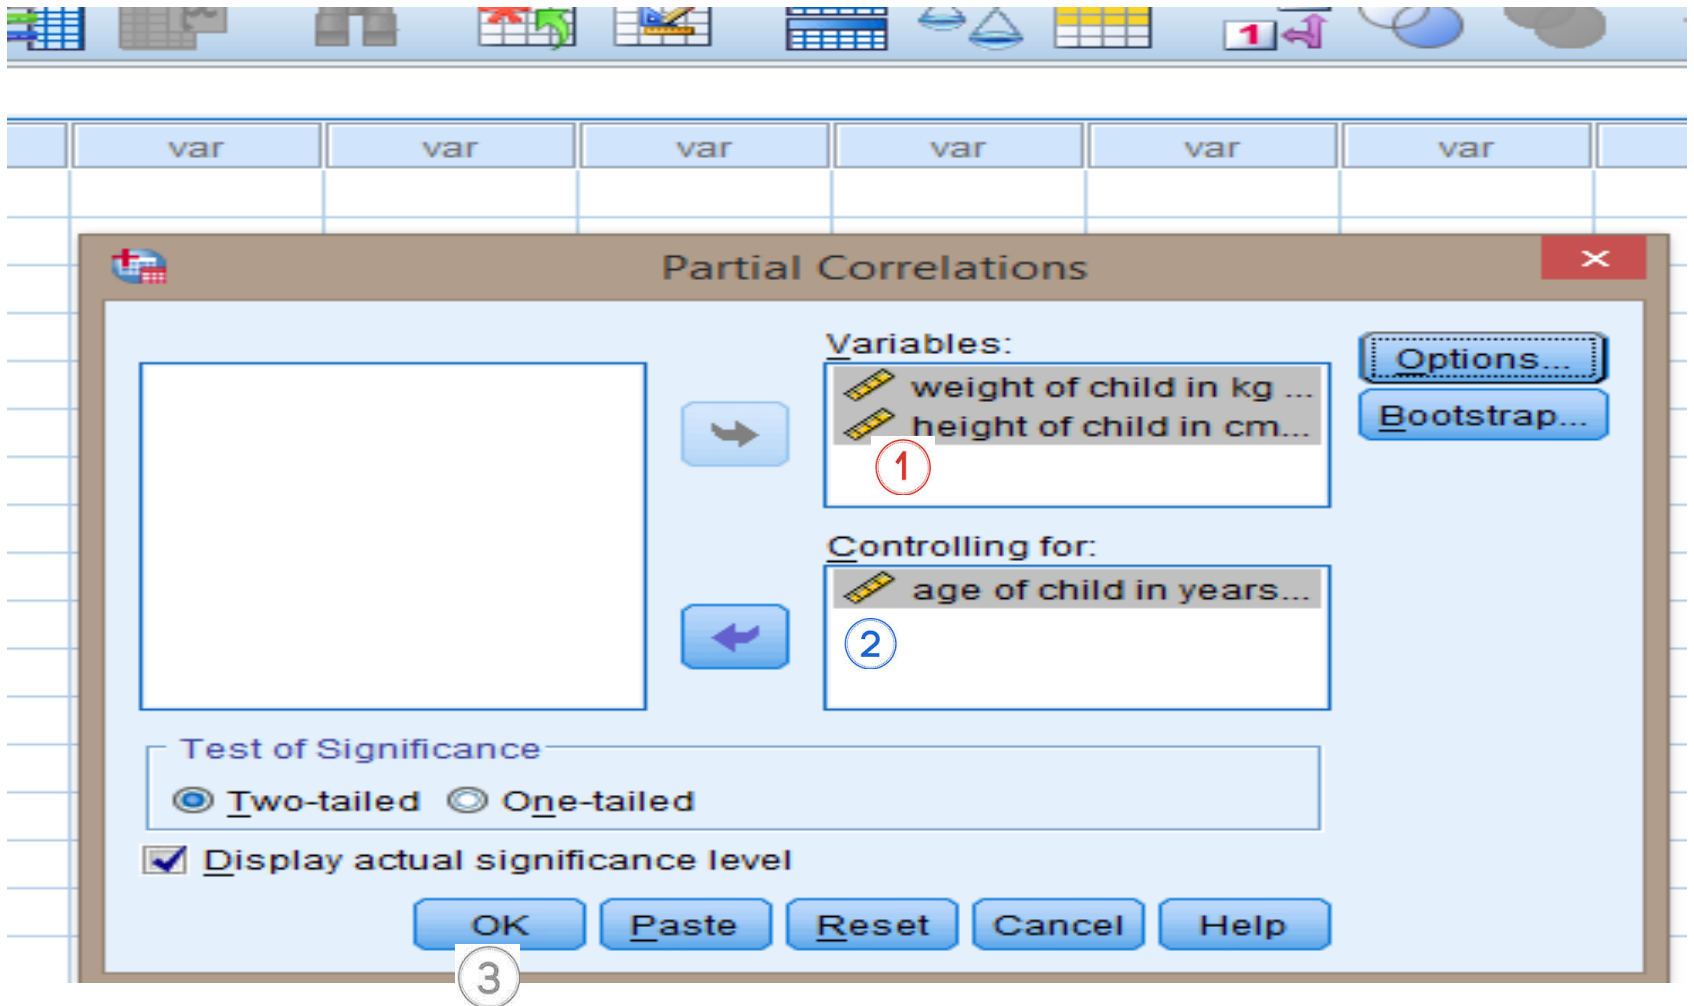 1
var var var var var var
Partial Correlations
Variables:
weight of child in kg ...
height of child in cm...
1
Options...
Bootstrap...
Controlling for:
age of child in years...
2
Test of Significance
Two-tailed One-tailed
Display actual significance level
OK Paste Reset Cancel Help
3